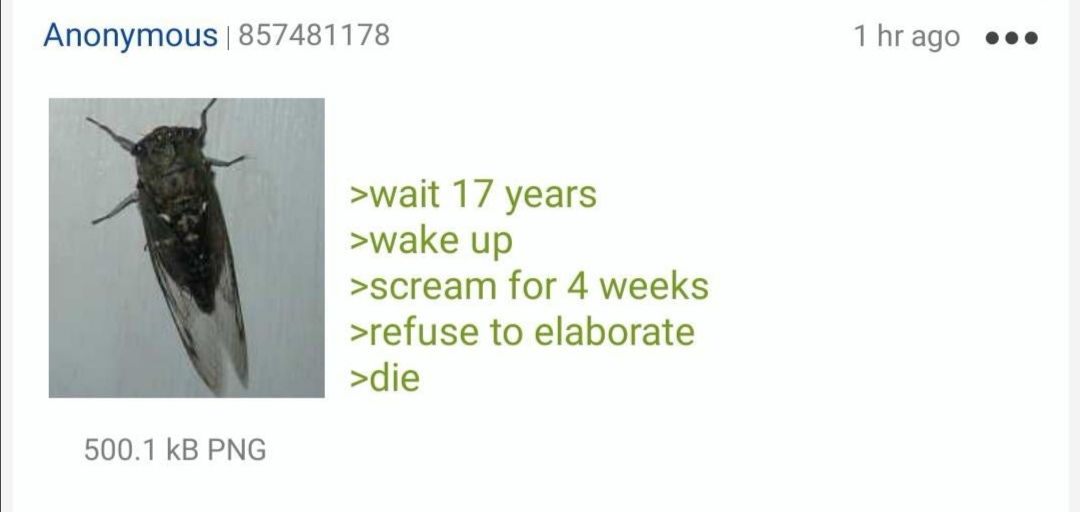 Anonymous | 857481178 1 hr ago
>wait 17 years
>wake up
>scream for 4 weeks
>refuse to elaborate
>die
500.1 kB PNG